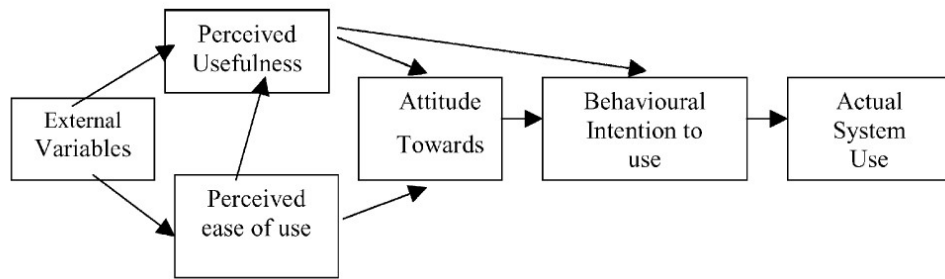 Perceived
Usefulness
External
Variables
Perceived
ease of use
Attitude
Towards
Behavioural
Intention to
use
Actual
System
Use